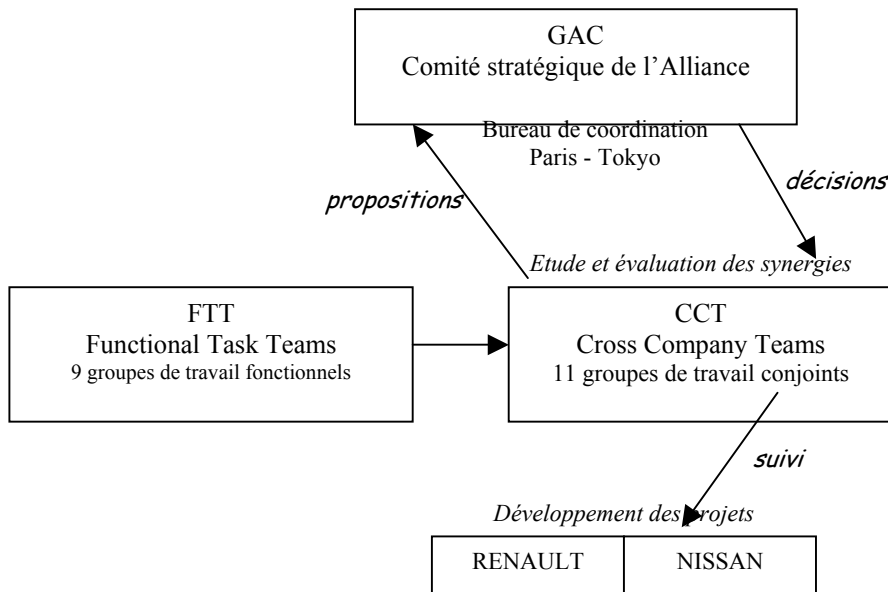 GAC
Comité stratégique de l’Alliance
Bureau de coordination
Paris - Tokyo
propositions
décisions
Etude et évaluation des synergies
FTT
Functional Task Teams
9 groupes de travail fonctionnels
CCT
Cross Company Teams
11 groupes de travail conjoints
suivi
Développement des projets
RENAULT
NISSAN